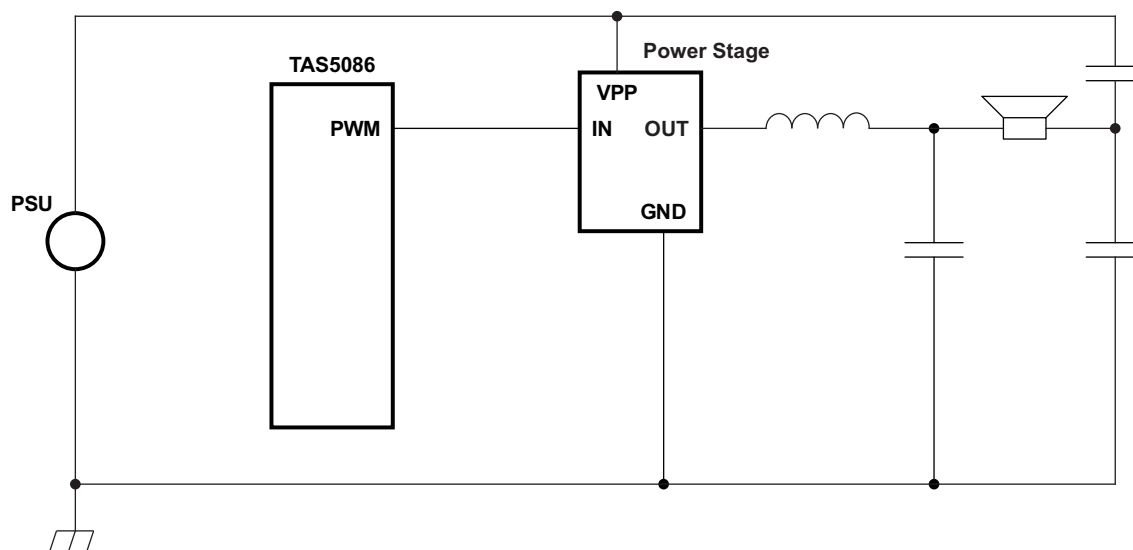 Power Stage
TAS5086
VPP
PWM
IN
OUT
PSU
GND